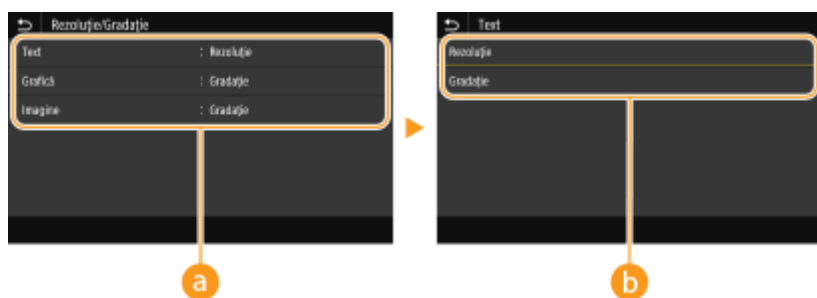 Rezoluție/Gradație
Text : Rezoluție
Grafică : Gradație
Imagine : Gradație
a
Text
Rezoluție
Gradație
b